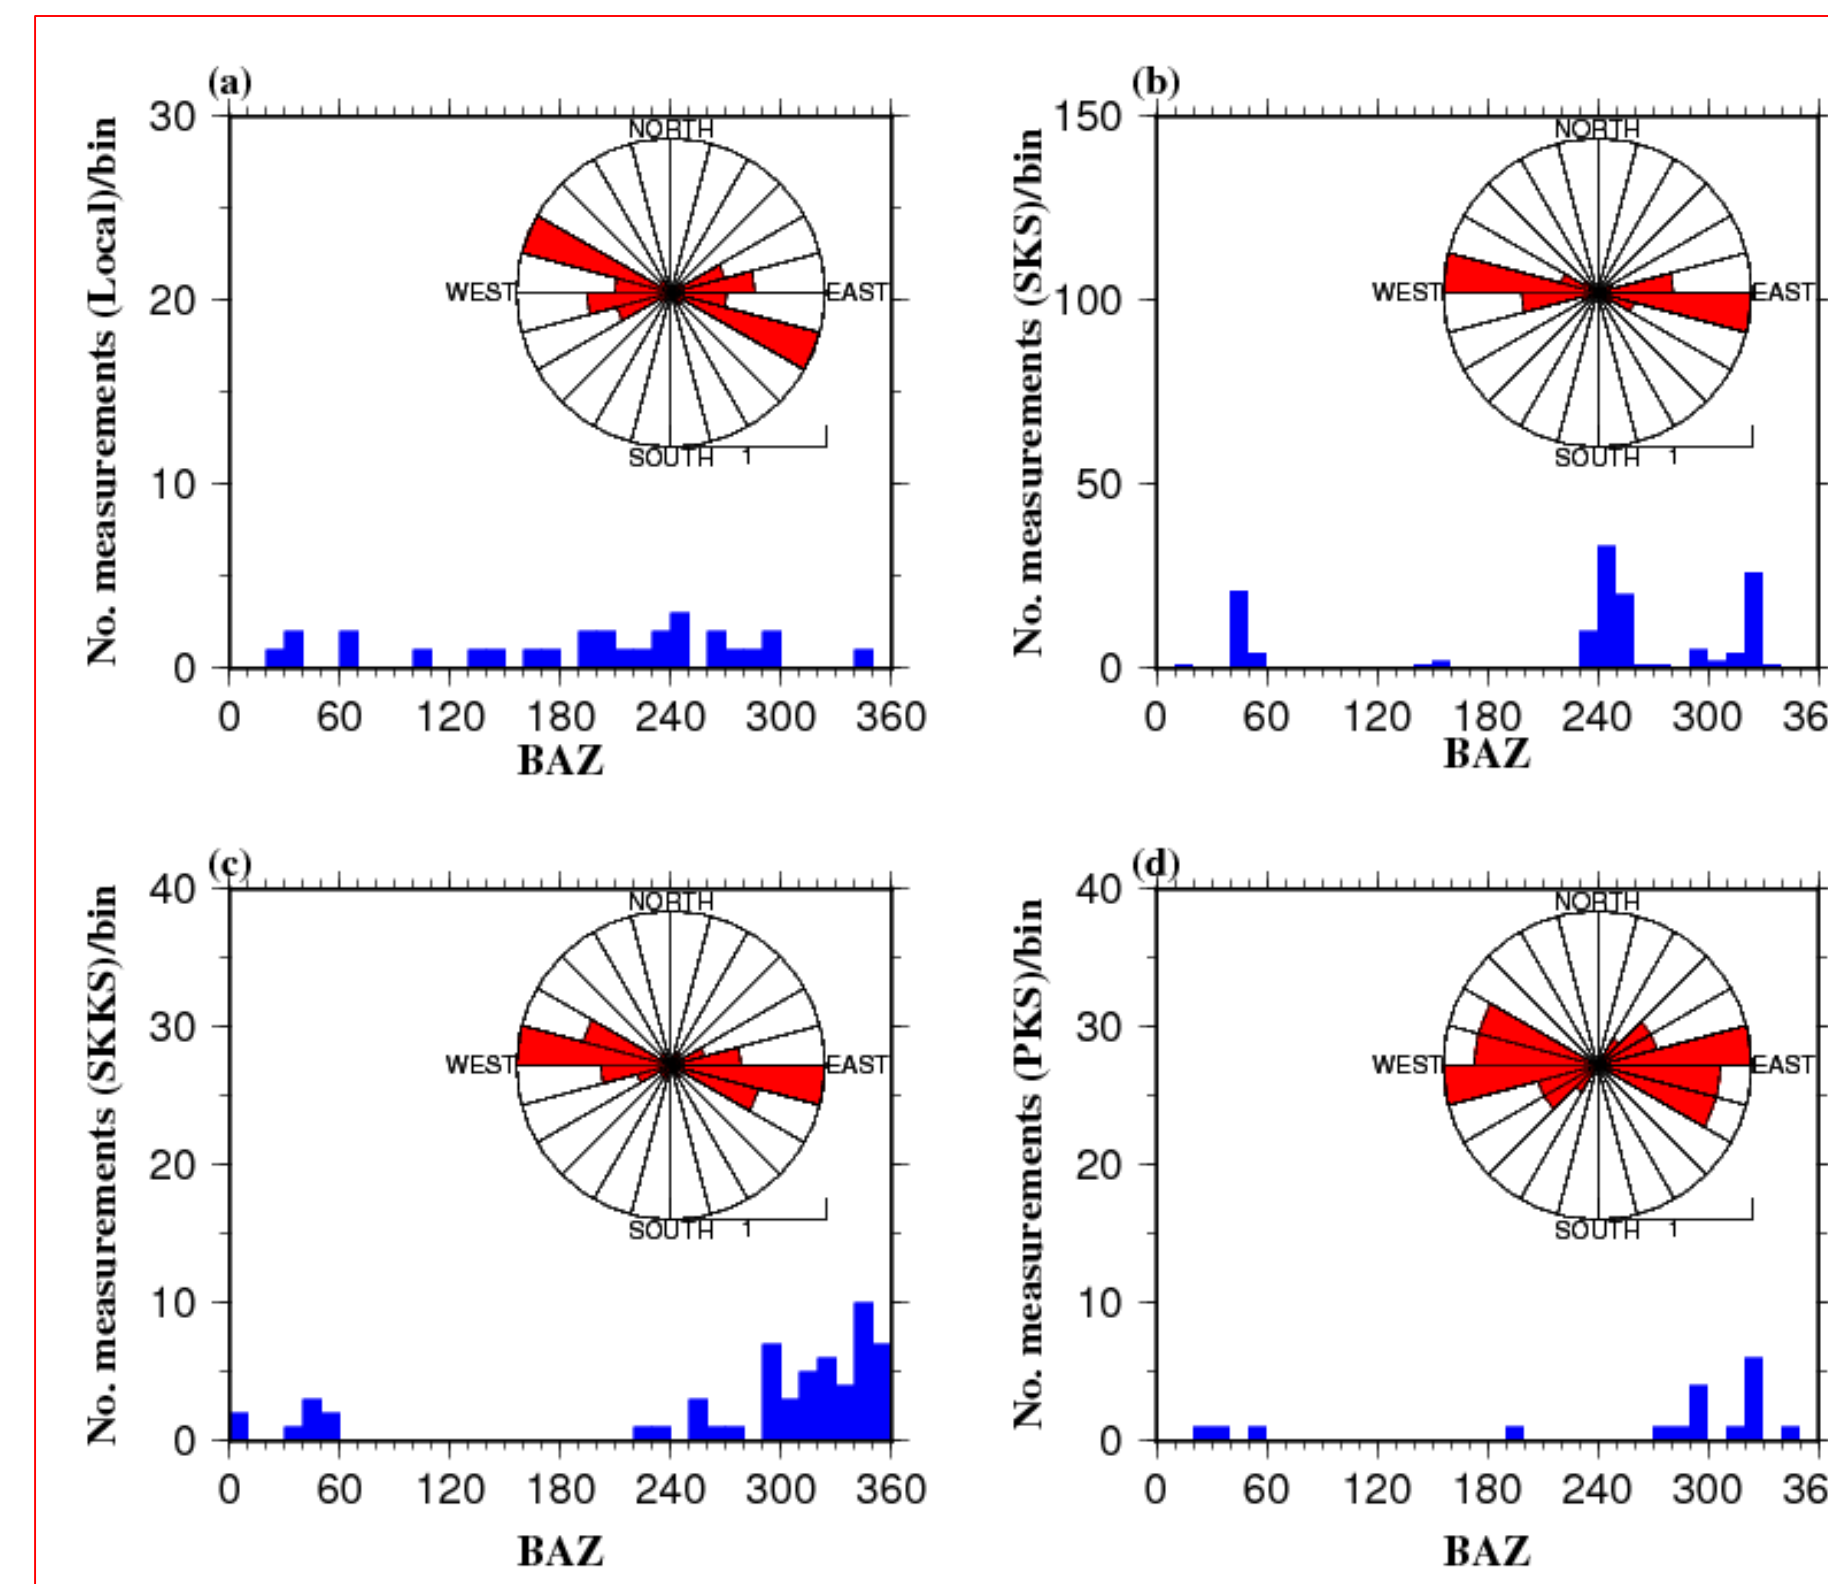 (a)
No. measurements (Local)/bin
30
20
10
0
NORTH
WEST
EAST
SOUTH
1
0 60 120 180 240 300 360
BAZ
(b)
No. measurements (SKS)/bin
150
100
50
0
NORTH
WEST
EAST
SOUTH
1
0 60 120 180 240 300 36
BAZ
(c)
No. measurements (SKKS)/bin
40
30
20
10
0
NORTH
WEST
EAST
SOUTH
1
0 60 120 180 240 300 360
BAZ
(d)
No. measurements (PKS)/bin
40
30
20
10
0
NORTH
WEST
EAST
SOUTH
1
0 60 120 180 240 300 36
BAZ